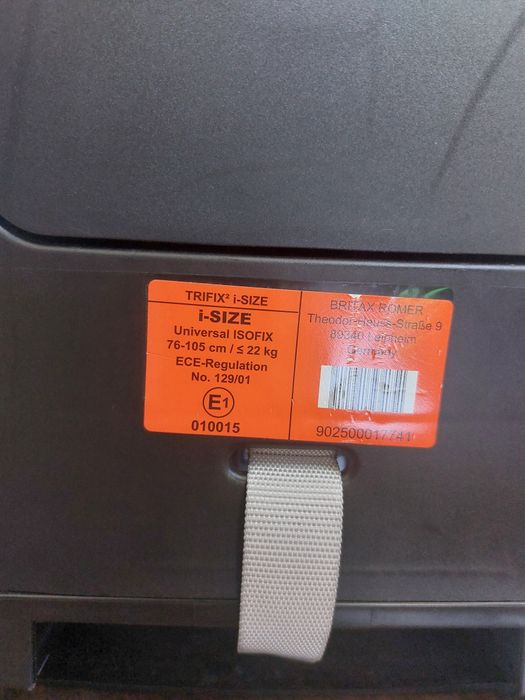 TRIFIX² i-SIZE
i-SIZE
Universal ISOFIX
76-105 cm / ≤ 22 kg
ECE-Regulation
No. 129/01
E1
010015
BRITAX RÖMER
Theodor-Heuss-Straße 9
89340 Leipheim
Germany
902500017741